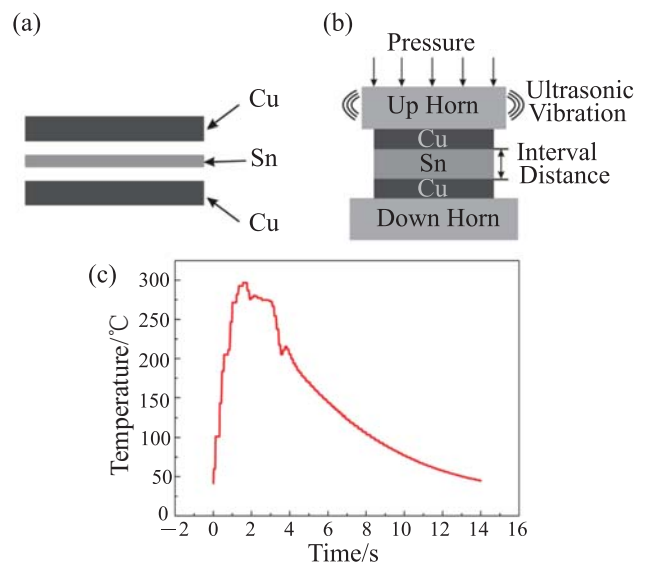 (a)
Cu
Sn
Cu
(b)
Pressure
Up Horn
Ultrasonic
Vibration
Cu
Sn
Cu
Interval
Distance
Down Horn
(c)
Temperature/℃
300
250
200
150
100
50
0
−2 0 2 4 6 8 10 12 14 16
Time/s